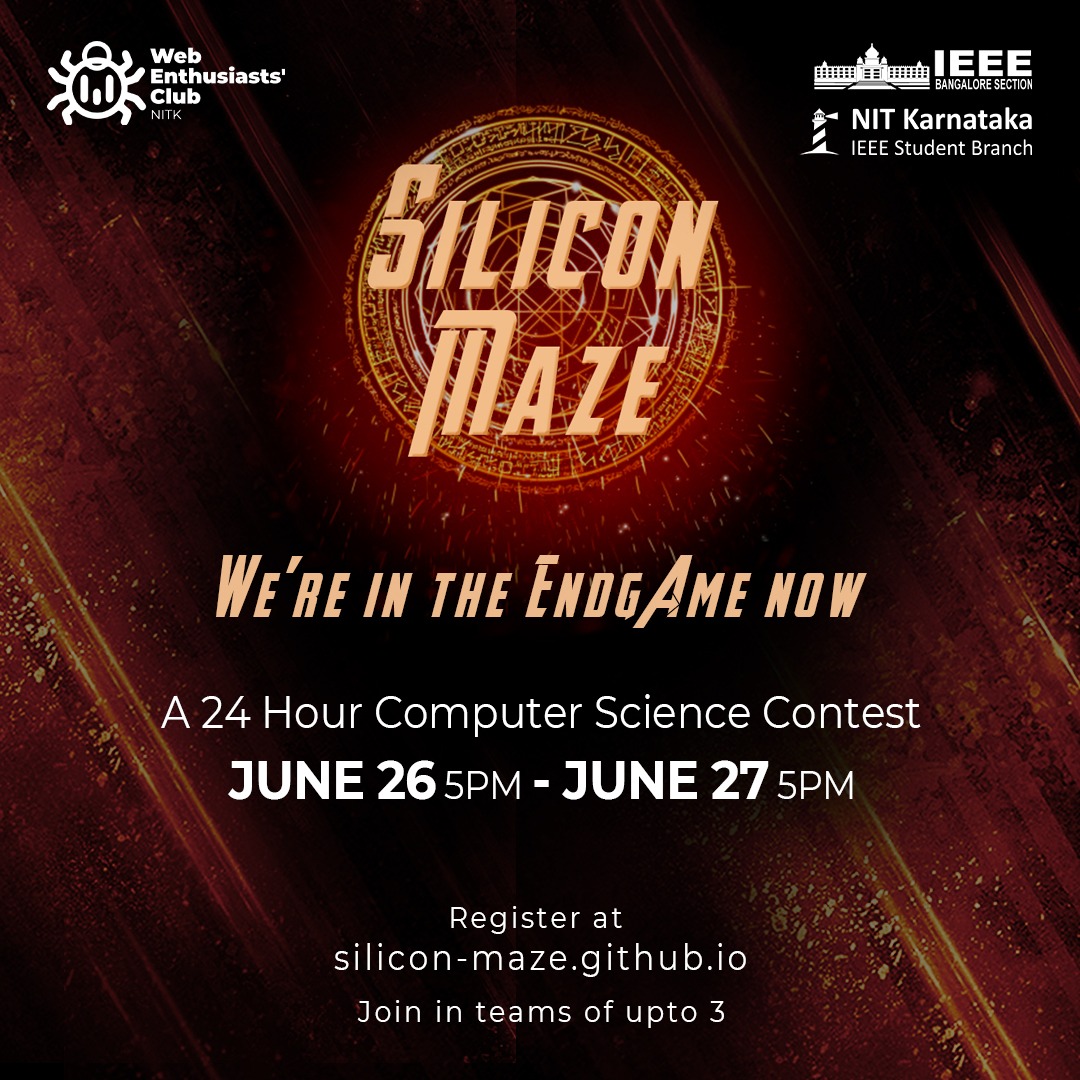 Web
Enthusiasts'
Club
NITK
IEEE
BANGALORE SECTION
NIT Karnataka
IEEE Student Branch
SILICON
MAZE
WE'RE IN THE ENDGAME NOW
A 24 Hour Computer Science Contest
JUNE 26 5PM - JUNE 27 5PM
Register at
silicon-maze.github.io
Join in teams of upto 3